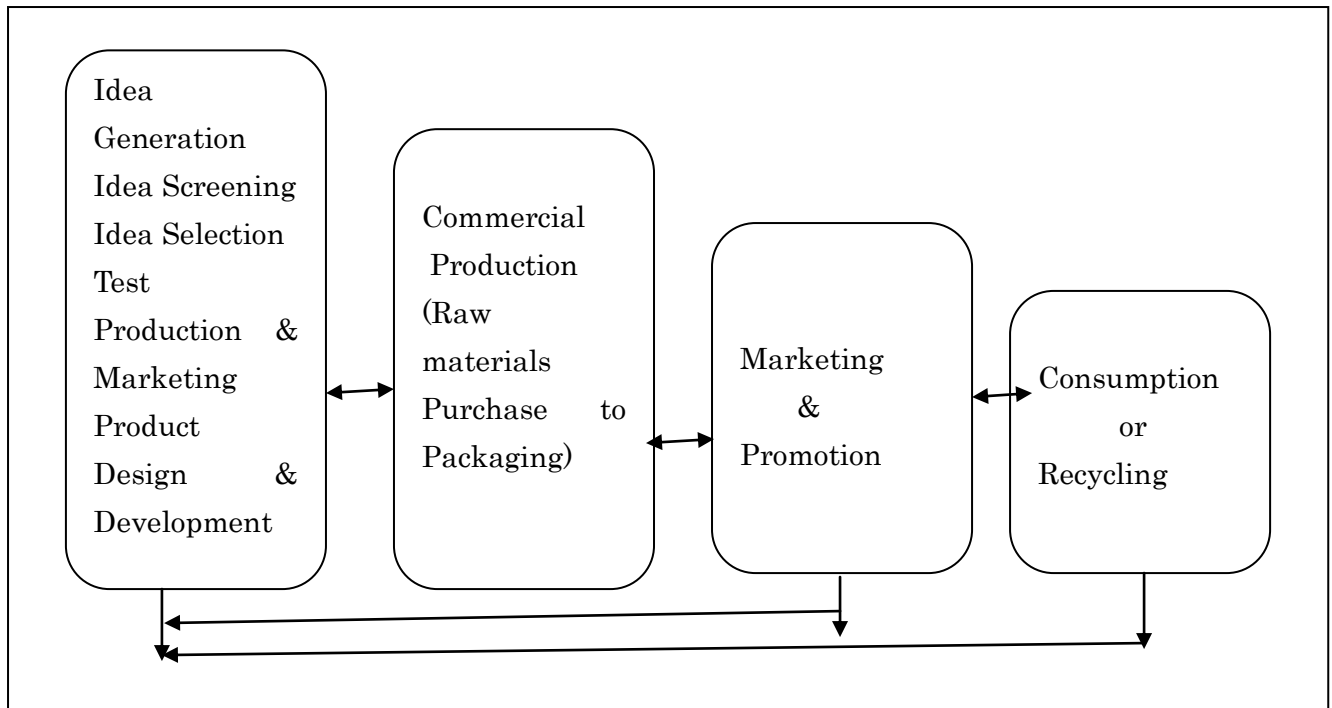 Idea
Generation
Idea Screening
Idea Selection
Test
Production &
Marketing
Product
Design &
Development
Commercial
Production
(Raw
materials
Purchase to
Packaging)
Marketing
&
Promotion
Consumption
or
Recycling